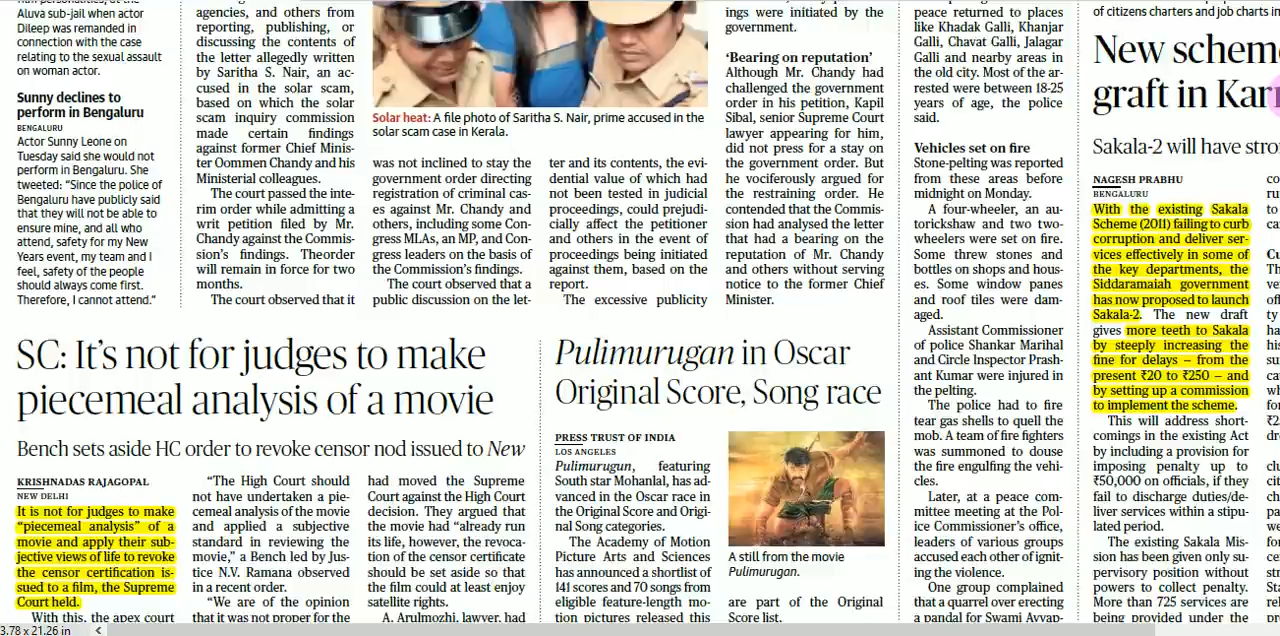 personalities, at the
Aluva sub-jail when actor
Dileep was remanded in
connection with the case
relating to the sexual assault
on woman actor.
Sunny declines to
perform in Bengaluru
BENGALURU
Actor Sunny Leone on
Tuesday said she would not
perform in Bengaluru. She
tweeted: “Since the police of
Bengaluru have publicly said
that they will not be able to
ensure mine, and all who
attend, safety for my New
Years event, my team and I
feel, safety of the people
should always come first.
Therefore, I cannot attend.”
agencies, and others from
reporting, publishing, or
discussing the contents of
the letter allegedly written
by Saritha S. Nair, an ac-
cused in the solar scam,
based on which the solar
scam inquiry commission
made certain findings
against former Chief Minis-
ter Oommen Chandy and his
Ministerial colleagues.
The court passed the inte-
rim order while admitting a
writ petition filed by Mr.
Chandy against the Commis-
sion’s findings. Theorder
will remain in force for two
months.
The court observed that it
Solar heat: A file photo of Saritha S. Nair, prime accused in the
solar scam case in Kerala.
was not inclined to stay the
government order directing
registration of criminal cas-
es against Mr. Chandy and
others, including some Con-
gress MLAs, an MP, and Con-
gress leaders on the basis of
the Commission’s findings.
The court observed that a
public discussion on the let-
ter and its contents, the evi-
dential value of which had
not been tested in judicial
proceedings, could prejudi-
cially affect the petitioner
and others in the event of
proceedings being initiated
against them, based on the
report.
The excessive publicity
ings were initiated by the
government.
‘Bearing on reputation’
Although Mr. Chandy had
challenged the government
order in his petition, Kapil
Sibal, senior Supreme Court
lawyer appearing for him,
did not press for a stay on
the government order. But
he vociferously argued for
the restraining order. He
contended that the Commis-
sion had analysed the letter
that had a bearing on the
reputation of Mr. Chandy
and others without serving
notice to the former Chief
Minister.
SC: It’s not for judges to make
piecemeal analysis of a movie
Bench sets aside HC order to revoke censor nod issued to New
KRISHNADAS RAJAGOPAL
NEW DELHI
It is not for judges to make
“piecemeal analysis” of a
movie and apply their sub-
jective views of life to revoke
the censor certification is-
sued to a film, the Supreme
Court held.
With this, the apex court
“The High Court should
not have undertaken a pie-
cemeal analysis of the movie
and applied a subjective
standard in reviewing the
movie,” a Bench led by Jus-
tice N.V. Ramana observed
in a recent order.
“We are of the opinion
that it was not proper for the
had moved the Supreme
Court against the High Court
decision. They argued that
the movie had “already run
its life, however, the revoca-
tion of the censor certificate
should be set aside so that
the film could at least enjoy
satellite rights.
A. Arulmozhi, lawyer, had
Pulimurugan in Oscar
Original Score, Song race
PRESS TRUST OF INDIA
LOS ANGELES
Pulimurugan, featuring
South star Mohanlal, has ad-
vanced in the Oscar race in
the Original Score and Origi-
nal Song categories.
The Academy of Motion
Picture Arts and Sciences
has announced a shortlist of
141 scores and 70 songs from
eligible feature-length mo-
tion pictures released this
A still from the movie
Pulimurugan.
are part of the Original
Score list.
peace returned to places
like Khadak Galli, Khanjar
Galli, Chavat Galli, Jalagar
Galli and nearby areas in
the old city. Most of the ar-
rested were between 18-25
years of age, the police
said.
Vehicles set on fire
Stone-pelting was reported
from these areas before
midnight on Monday.
A four-wheeler, an au-
torickshaw and two two-
wheelers were set on fire.
Some threw stones and
bottles on shops and hous-
es. Some window panes
and roof tiles were dam-
aged.
Assistant Commissioner
of police Shankar Marihal
and Circle Inspector Prash-
ant Kumar were injured in
the pelting.
The police had to fire
tear gas shells to quell the
mob. A team of fire fighters
was summoned to douse
the fire engulfing the vehi-
cles.
Later, at a peace com-
mittee meeting at the Pol-
ice Commissioner’s office,
leaders of various groups
accused each other of ignit-
ing the violence.
One group complained
that a quarrel over erecting
a pandal for Swami Ayyap-
of citizens charters and job charts in
New schem
graft in Kar
Sakala-2 will have stro
NAGESH PRABHU
BENGALURU
With the existing Sakala
Scheme (2011) failing to curb
corruption and deliver ser-
vices effectively in some of
the key departments, the
Siddaramaiah government
has now proposed to launch
Sakala-2. The new draft
gives more teeth to Sakala
by steeply increasing the
fine for delays – from the
present ₹20 to ₹250 – and
by setting up a commission
to implement the scheme.
This will address short-
comings in the existing Act
by including a provision for
imposing penalty up to
₹50,000 on officials, if they
fail to discharge duties/de-
liver services within a stipu-
lated period.
The existing Sakala Mis-
sion has been given only su-
pervisory position without
powers to collect penalty.
More than 725 services are
being provided under the
3.78 x 21.26 in